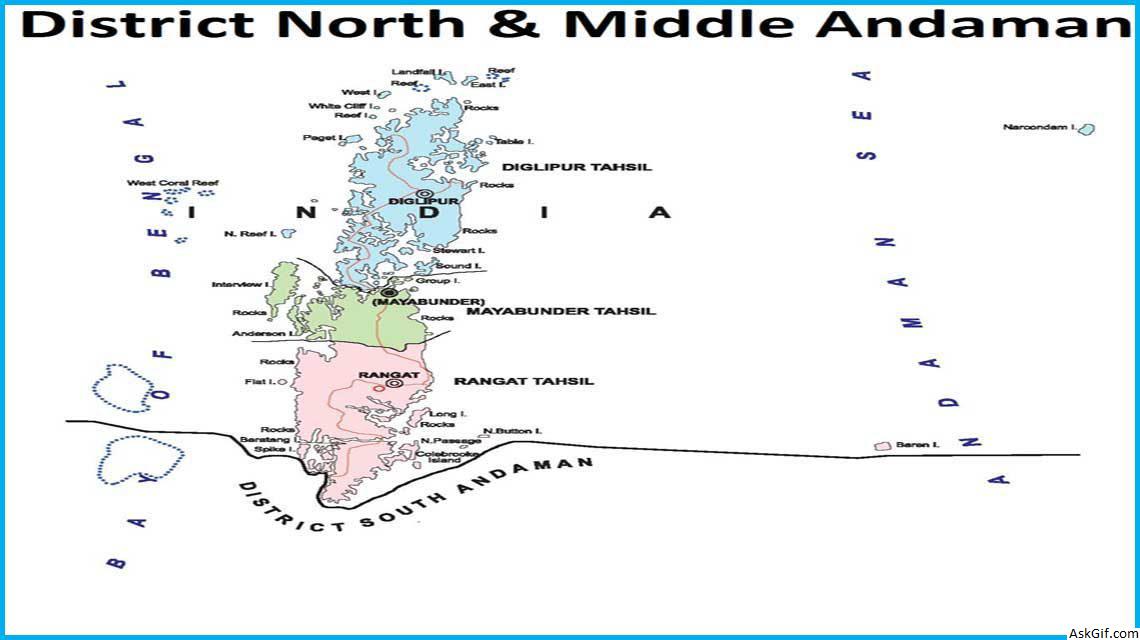 District North & Middle Andaman
Landfall I.
Reef
Reef
East I.
West I.
White Cliff I.
Rocks
Reef I.
Paget I.
Table I.
Narcondam I.
DIGLIPUR TAHSIL
West Coral Reef
Rocks
DIGLIPUR
INDIA
N. Reef I.
Rocks
Stewart I.
Sound I.
Interview I.
Group I.
(MAYABUNDER)
Rocks
Rocks
MAYABUNDER TAHSIL
Anderson I.
Rocks
RANGAT
Flat I.
RANGAT TAHSIL
Long I.
Rocks
Rocks
N.Button I.
Baratang I.
N.Passage
Spike I.
Colebrooke
Island
Baren I.
DISTRICT SOUTH ANDAMAN
BAY OF BENGAL
ANDAMAN SEA
AskGif.com